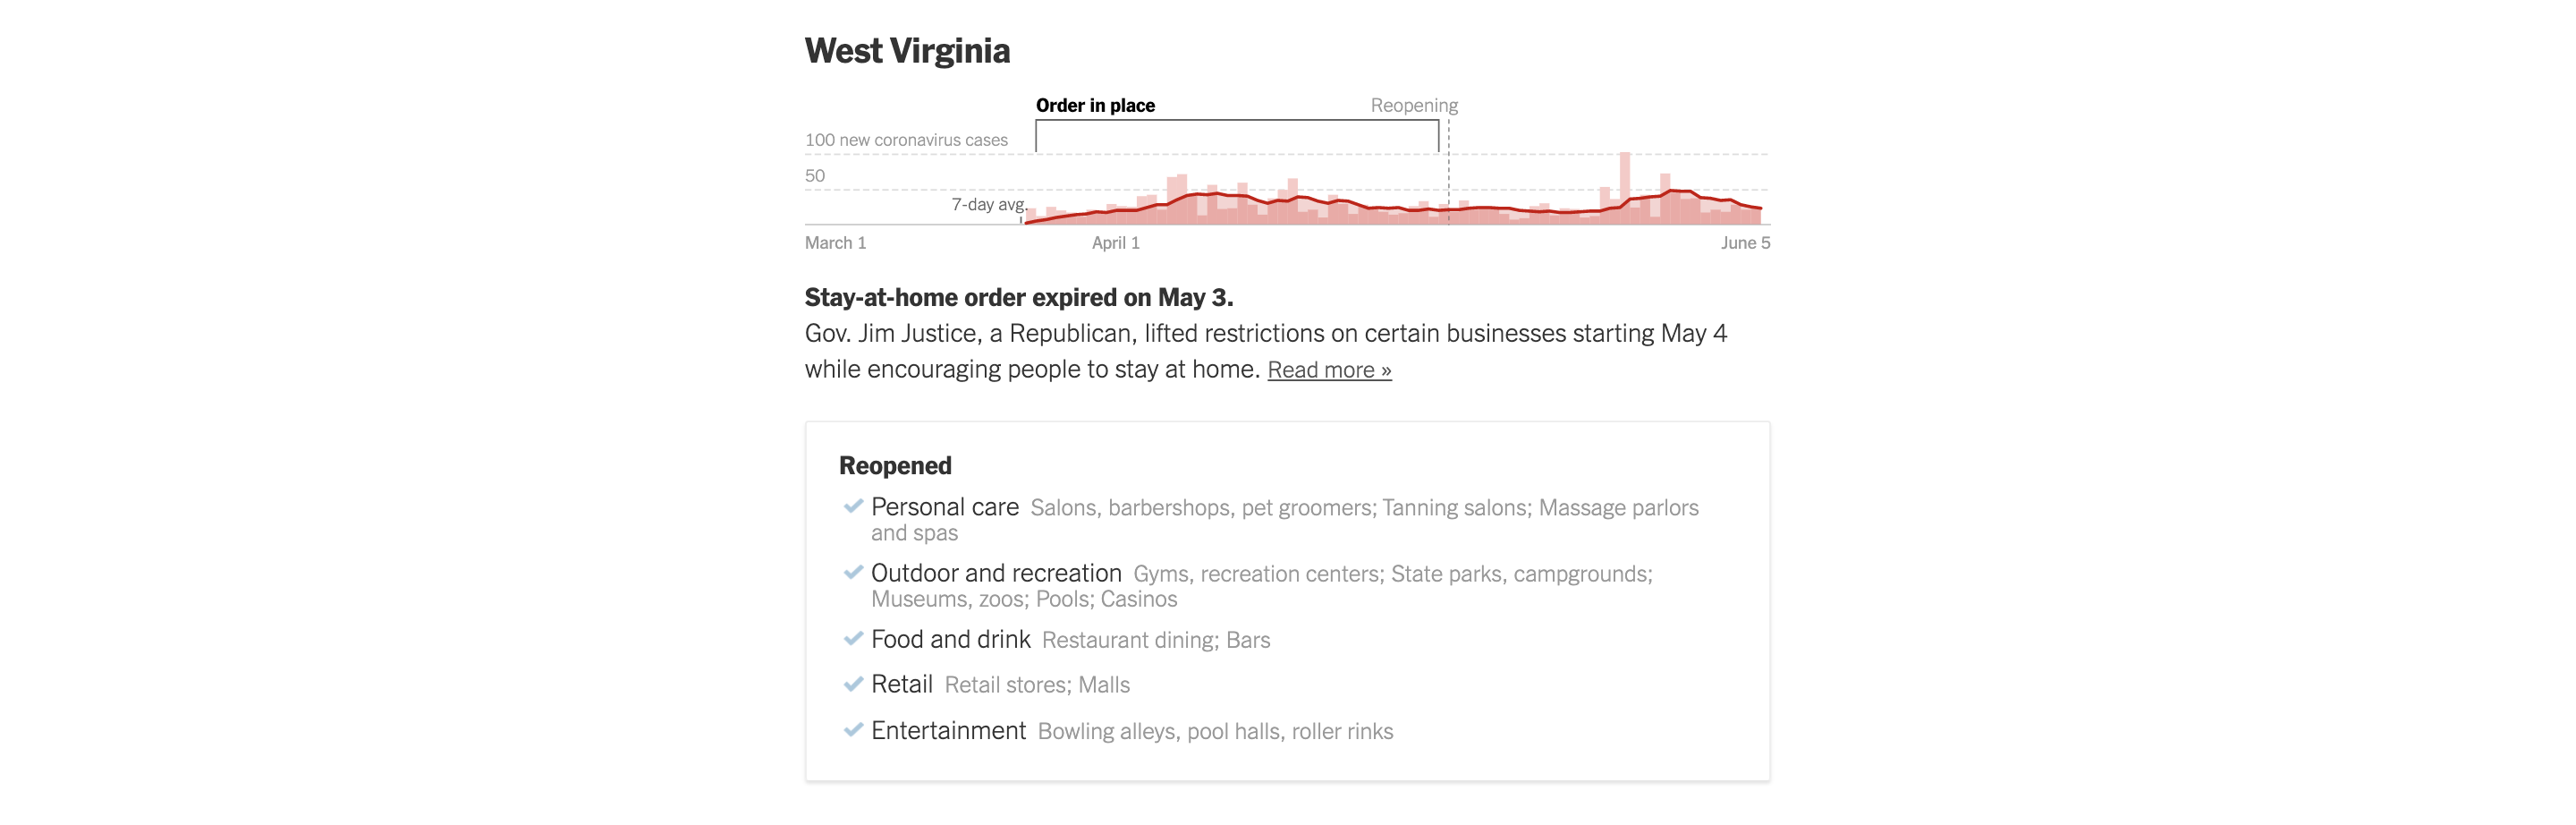 West Virginia
Order in place
Reopening
100 new coronavirus cases
50
7-day avg.
March 1
April 1
June 5
Stay-at-home order expired on May 3.
Gov. Jim Justice, a Republican, lifted restrictions on certain businesses starting May 4
while encouraging people to stay at home. Read more »
Reopened
Personal care Salons, barbershops, pet groomers; Tanning salons; Massage parlors
and spas
Outdoor and recreation Gyms, recreation centers; State parks, campgrounds;
Museums, zoos; Pools; Casinos
Food and drink Restaurant dining; Bars
Retail Retail stores; Malls
Entertainment Bowling alleys, pool halls, roller rinks